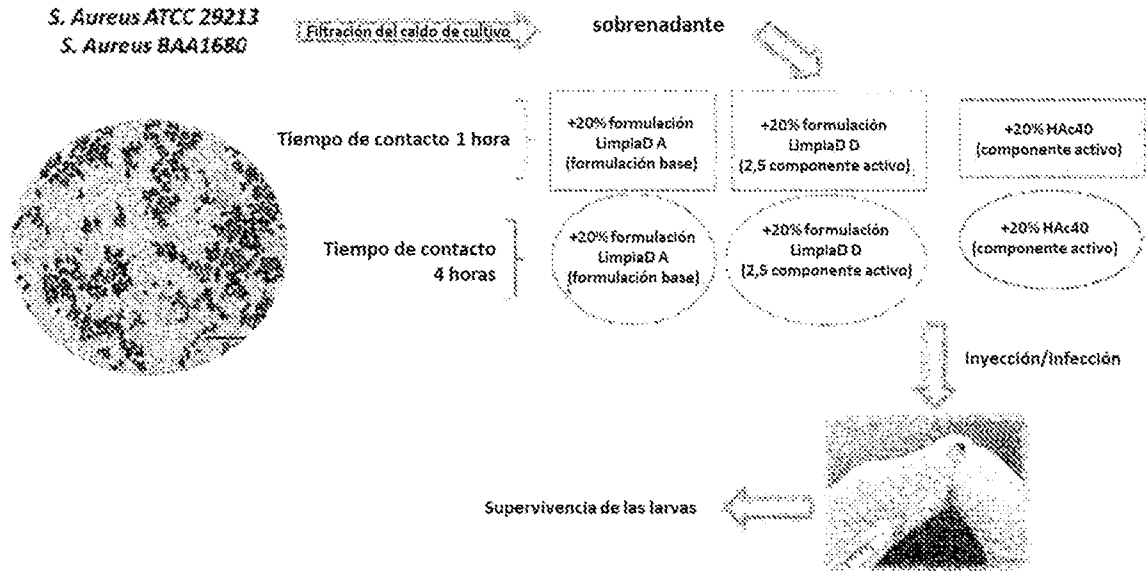 S. Aureus ATCC 29213
S. Aureus BAA1680
Filtración del caldo de cultivo
sobrenadante
Tiempo de contacto 1 hora
+20% formulación
LimpiaD A
(formulación base)
+20% formulación
LimpiaD D
(2,5 componente activo)
+20% HAc40
(componente activo)
Tiempo de contacto
4 horas
+20% formulación
LimpiaD A
(formulación base)
+20% formulación
LimpiaD D
(2,5 componente activo)
+20% HAc40
(componente activo)
Inyección/Infección
Supervivencia de las larvas